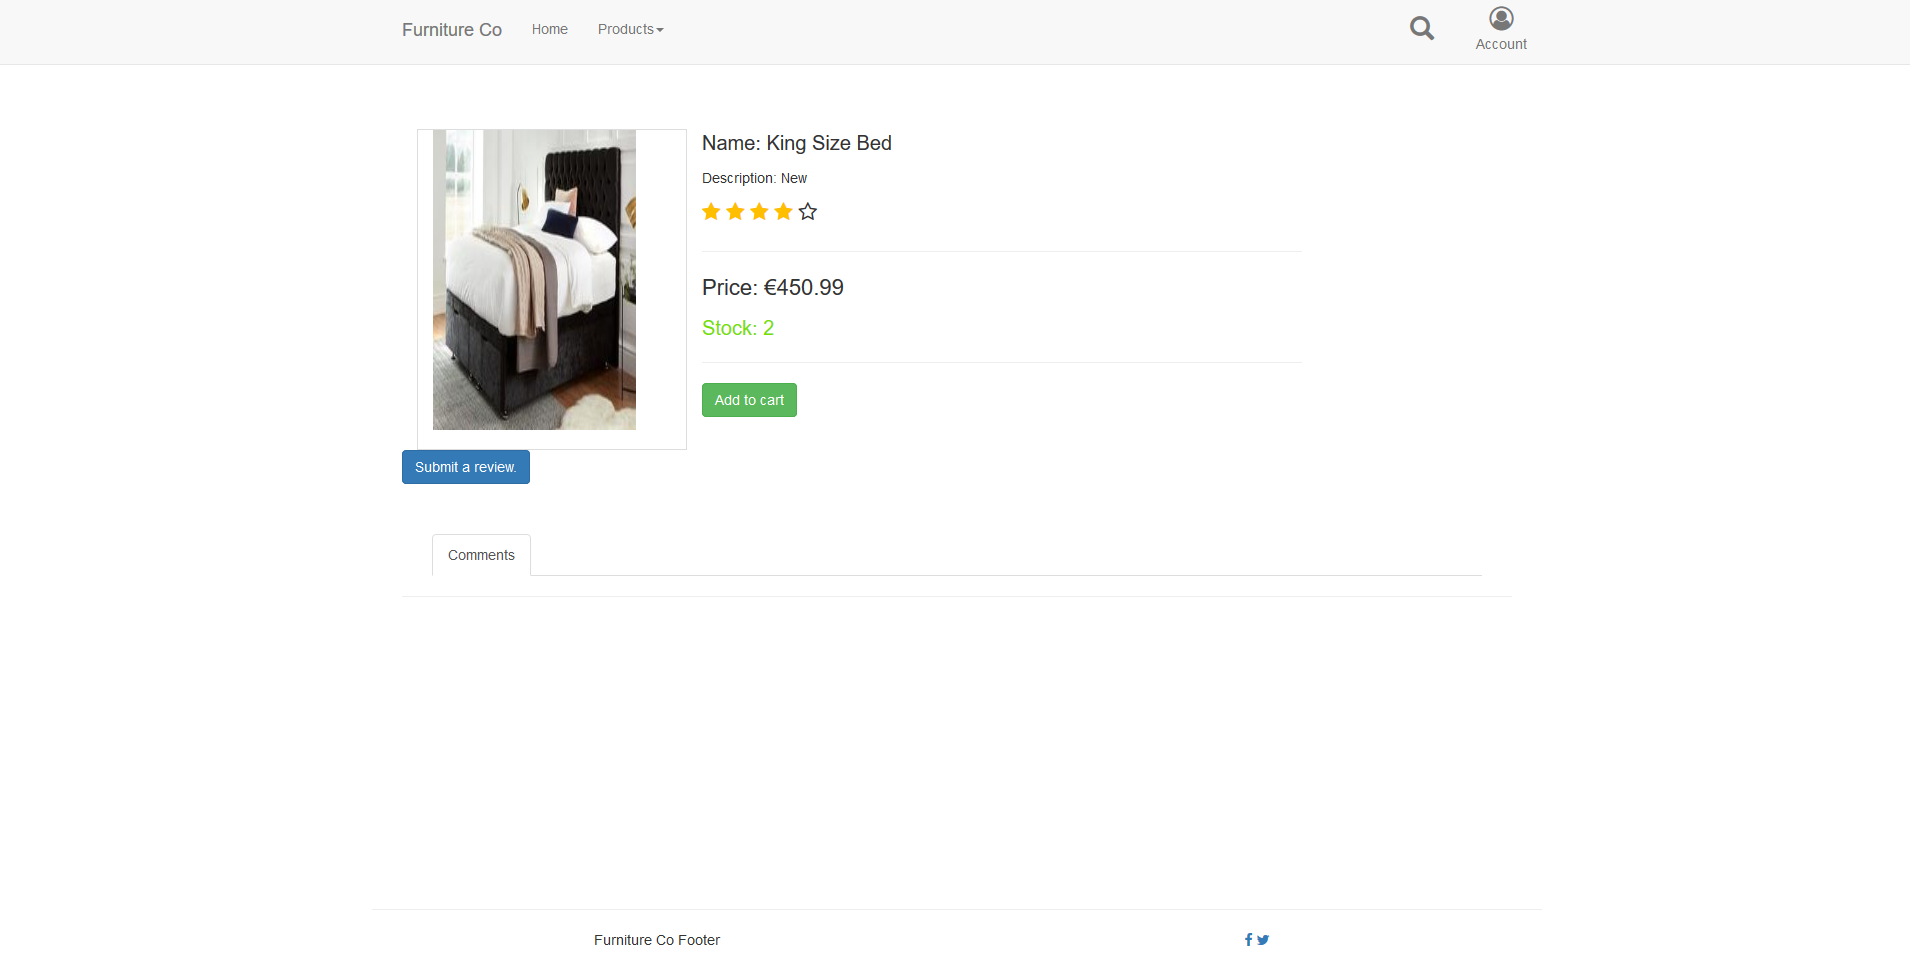 Furniture Co
Home
Products
Account
Name: King Size Bed
Description: New
Price: €450.99
Stock: 2
Add to cart
Submit a review.
Comments
Furniture Co Footer